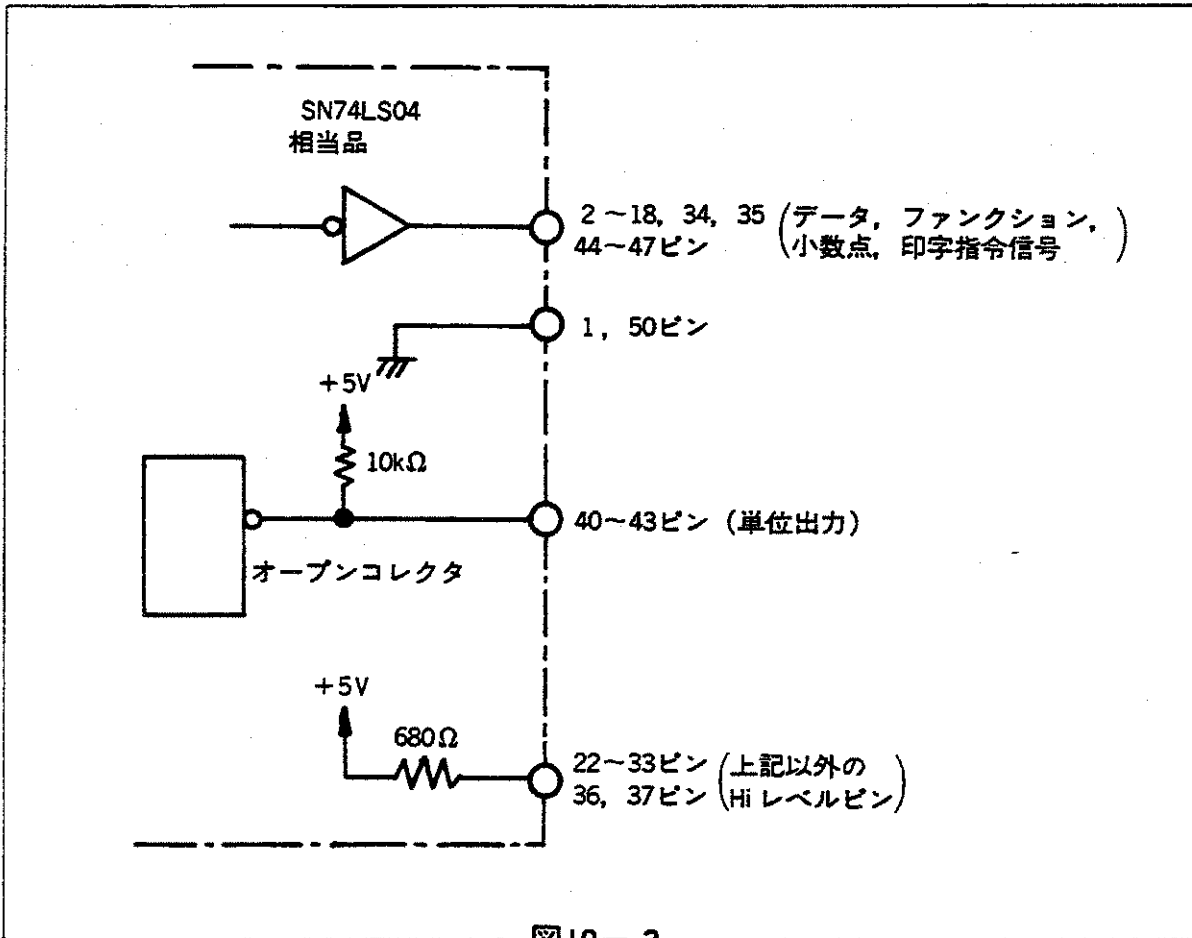 SN74LS04
相当品
2～18, 34, 35 (データ, ファンクション,
44～47ピン 小数点, 印字指令信号)
1, 50ピン
+5V
10kΩ
40～43ピン (単位出力)
オープンコレクタ
+5V
680Ω
22～33ピン (上記以外の
36, 37ピン Hi レベルピン)